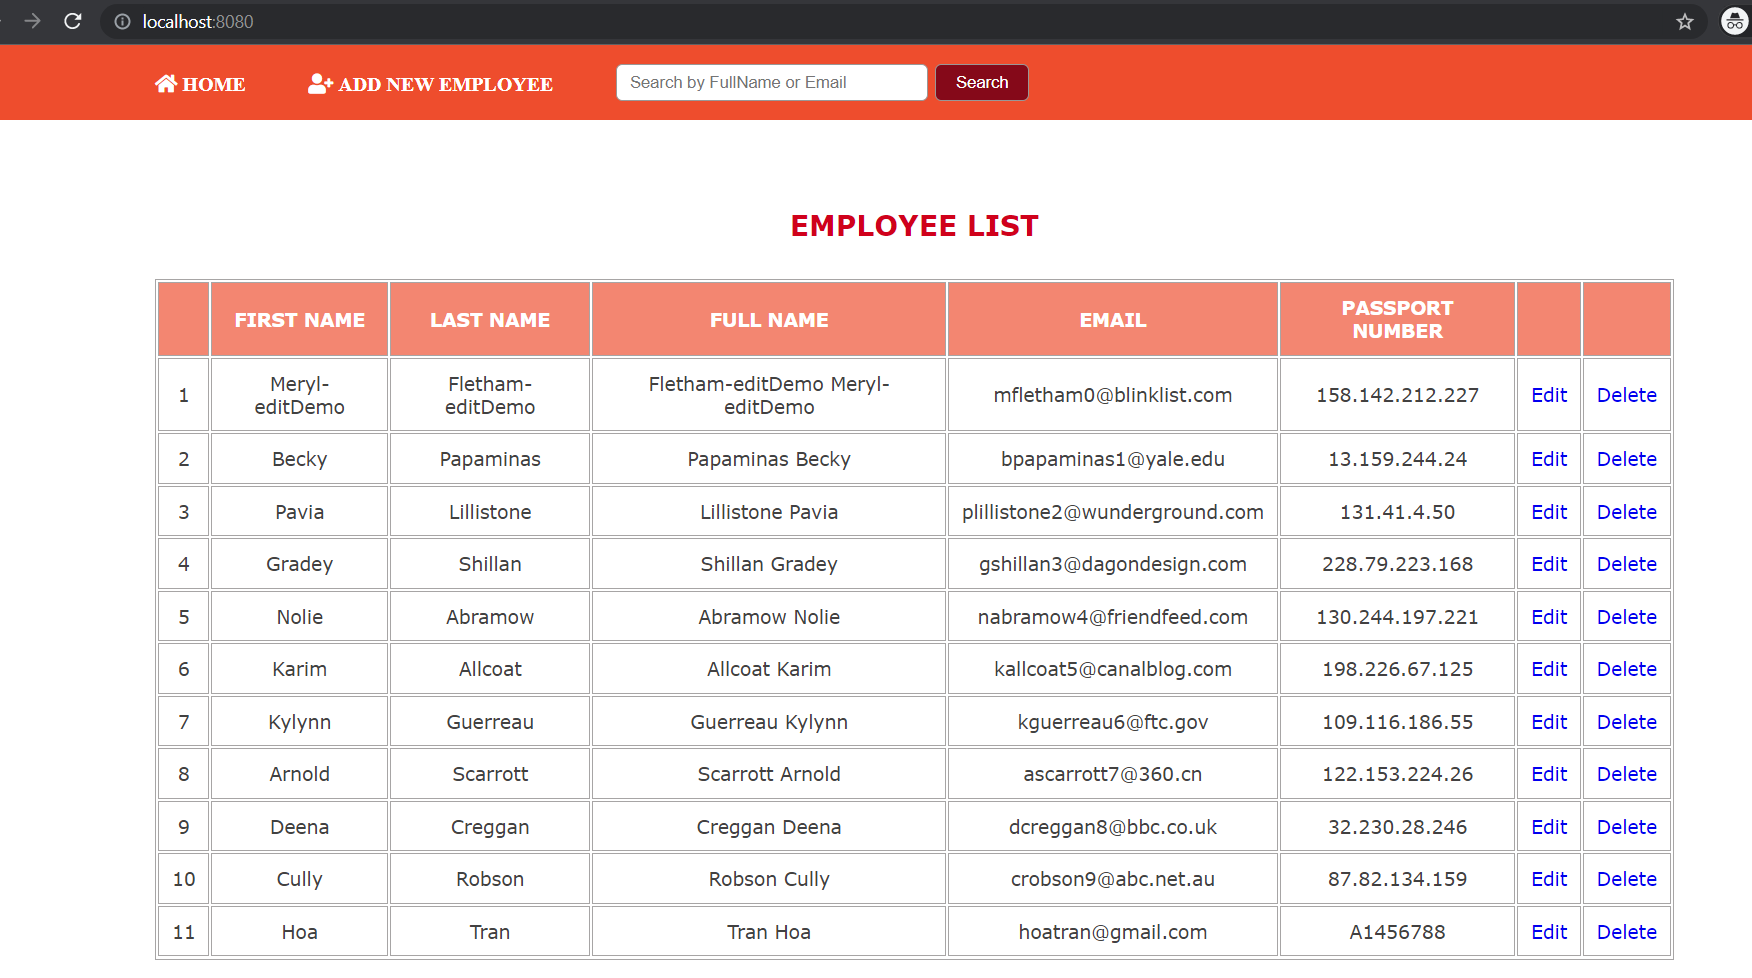 localhost:8080
HOME ADD NEW EMPLOYEE Search by FullName or Email Search
EMPLOYEE LIST
FIRST NAME LAST NAME FULL NAME EMAIL PASSPORT NUMBER
1 Meryl-editDemo Fletham-editDemo Fletham-editDemo Meryl-editDemo mfletham0@blinklist.com 158.142.212.227 Edit Delete
2 Becky Papaminas Papaminas Becky bpapaminas1@yale.edu 13.159.244.24 Edit Delete
3 Pavia Lillistone Lillistone Pavia plillistone2@wunderground.com 131.41.4.50 Edit Delete
4 Gradey Shillan Shillan Gradey gshillan3@dagondesign.com 228.79.223.168 Edit Delete
5 Nolie Abramow Abramow Nolie nabramow4@friendfeed.com 130.244.197.221 Edit Delete
6 Karim Allcoat Allcoat Karim kallcoat5@canalblog.com 198.226.67.125 Edit Delete
7 Kylynn Guerreau Guerreau Kylynn kguerreau6@ftc.gov 109.116.186.55 Edit Delete
8 Arnold Scarrott Scarrott Arnold ascarrott7@360.cn 122.153.224.26 Edit Delete
9 Deena Creggan Creggan Deena dcreggan8@bbc.co.uk 32.230.28.246 Edit Delete
10 Cully Robson Robson Cully crobson9@abc.net.au 87.82.134.159 Edit Delete
11 Hoa Tran Tran Hoa hoatran@gmail.com A1456788 Edit Delete